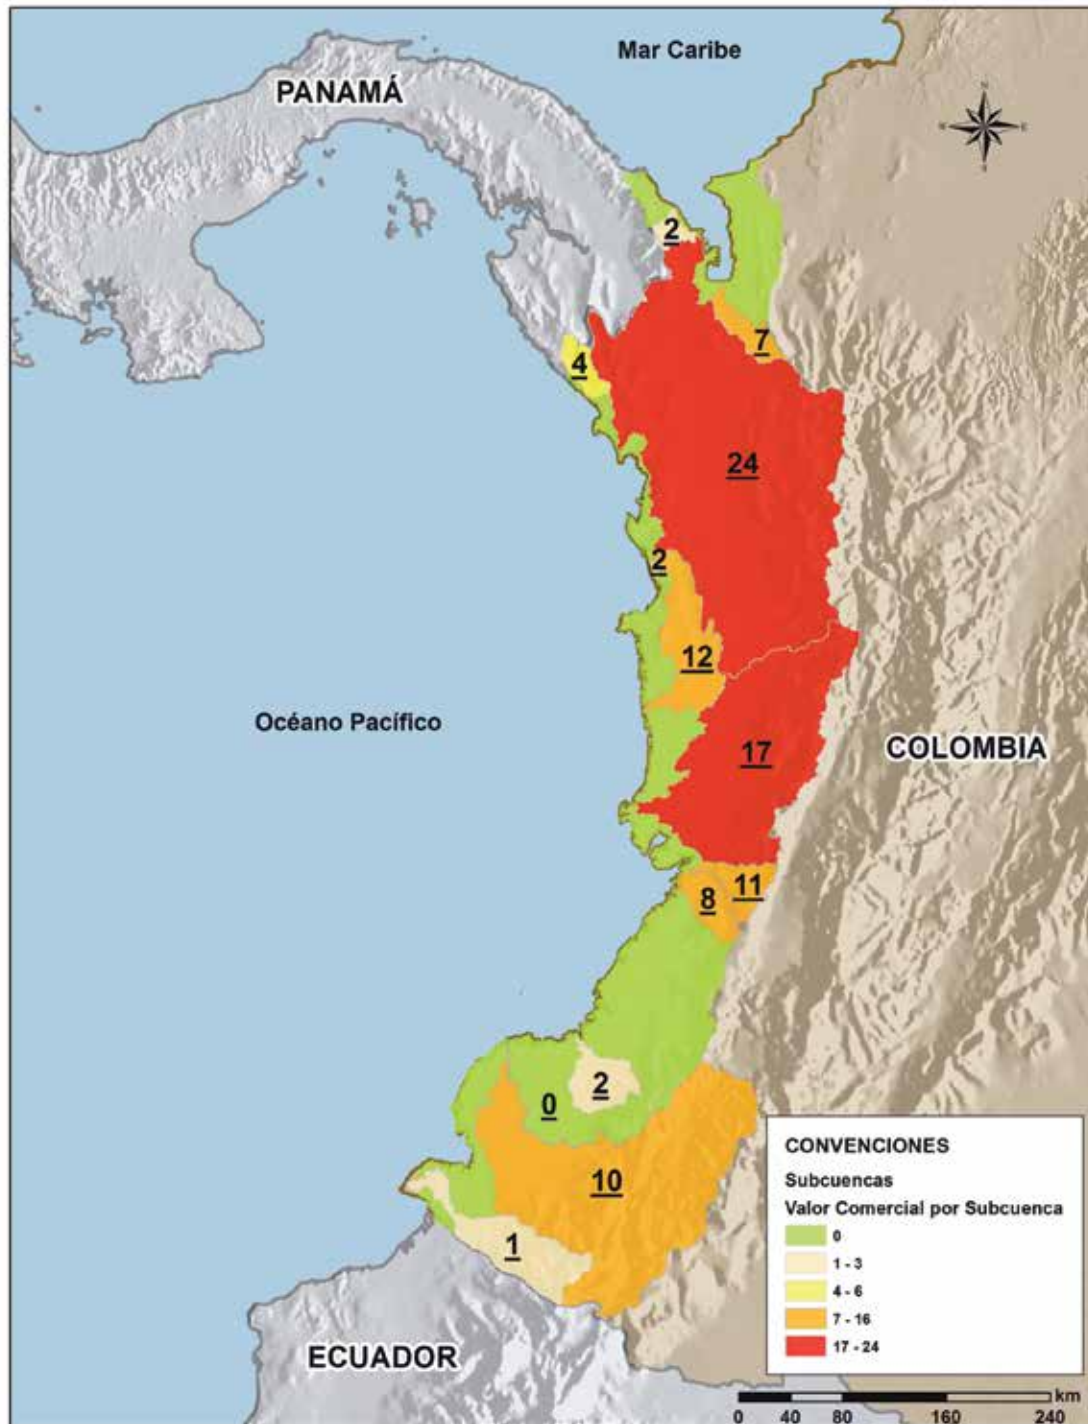 Mar Caribe
PANAMÁ
N
W
E
S
2
7
4
24
2
12
Océano Pacífico
17
COLOMBIA
8
11
2
0
10
1
ECUADOR
CONVENCIONES
Subcuencas
Valor Comercial por Subcuenca
0
1 - 3
4 - 6
7 - 16
17 - 24
km
0 40 80 160 240